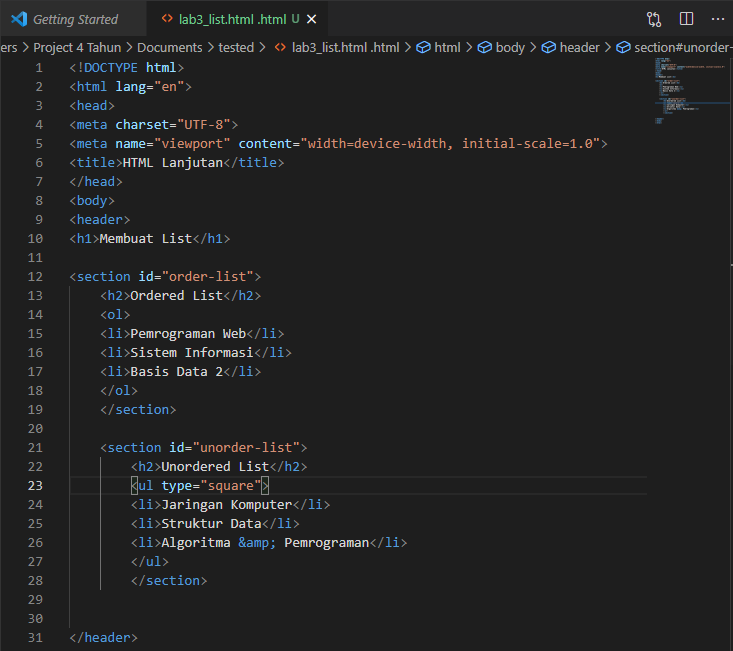 Getting Started lab3_list.html .html U
ers > Project 4 Tahun > Documents > tested > lab3_list.html .html > html > body > header > section#unorder-
1 <!DOCTYPE html>
2 <html lang="en">
3 <head>
4 <meta charset="UTF-8">
5 <meta name="viewport" content="width=device-width, initial-scale=1.0">
6 <title>HTML Lanjutan</title>
7 </head>
8 <body>
9 <header>
10 <h1>Membuat List</h1>
11
12 <section id="order-list">
13 <h2>Ordered List</h2>
14 <ol>
15 <li>Pemrograman Web</li>
16 <li>Sistem Informasi</li>
17 <li>Basis Data 2</li>
18 </ol>
19 </section>
20
21 <section id="unorder-list">
22 <h2>Unordered List</h2>
23 <ul type="square">
24 <li>Jaringan Komputer</li>
25 <li>Struktur Data</li>
26 <li>Algoritma &amp; Pemrograman</li>
27 </ul>
28 </section>
29
30
31 </header>